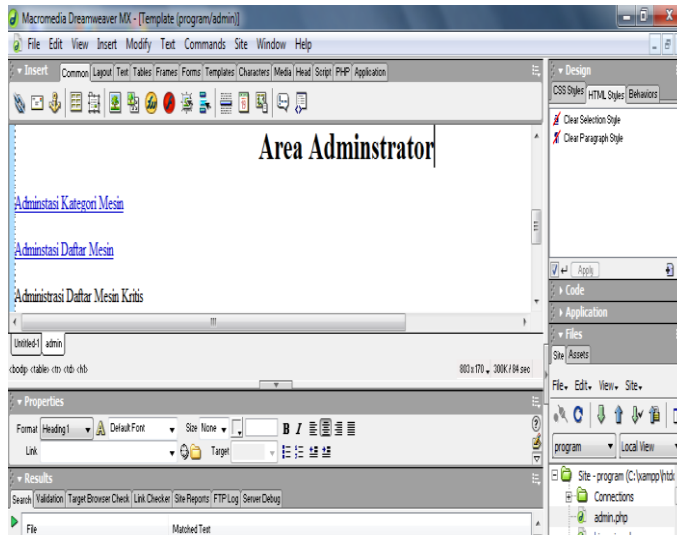 Macromedia Dreamweaver MX - [Template (program/admin)]
File Edit View Insert Modify Text Commands Site Window Help
Insert Common Layout Text Tables Frames Forms Templates Characters Media Head Script PHP Application
Area Adminstrator
Adminstasi Kategori Mesin
Adminstasi Daftar Mesin
Administrasi Daftar Mesin Kritis
Untitled-1 admin
<body> <table> <tr> <td> <h1>
803 x 170 300K / 84 sec
Properties
Format Heading 1 Default Font Size None B I
Link Target
Results
Search Validation Target Browser Check Link Checker Site Reports FTP Log Server Debug
File Matched Text
Design
CSS Styles HTML Styles Behaviors
Clear Selection Style
Clear Paragraph Style
Apply
Code
Application
Files
Site Assets
File View Edit Site
program Local View
Site - program (C:\xampp\htdo
Connections
admin.php